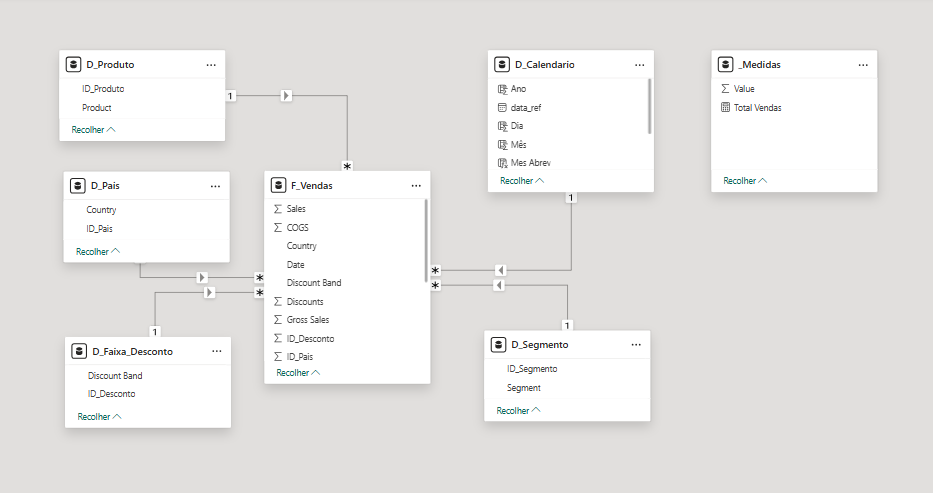 D_Produto
ID_Produto
Product
Recolher
1
*
D_Pais
Country
ID_Pais
Recolher
*
D_Faixa_Desconto
Discount Band
ID_Desconto
Recolher
1
*
F_Vendas
Sales
COGS
Country
Date
Discount Band
Discounts
Gross Sales
ID_Desconto
ID_Pais
Recolher
D_Calendario
Ano
data_ref
Dia
Mês
Mes Abrev
Recolher
1
*
D_Segmento
ID_Segmento
Segment
Recolher
1
*
_Medidas
Value
Total Vendas
Recolher